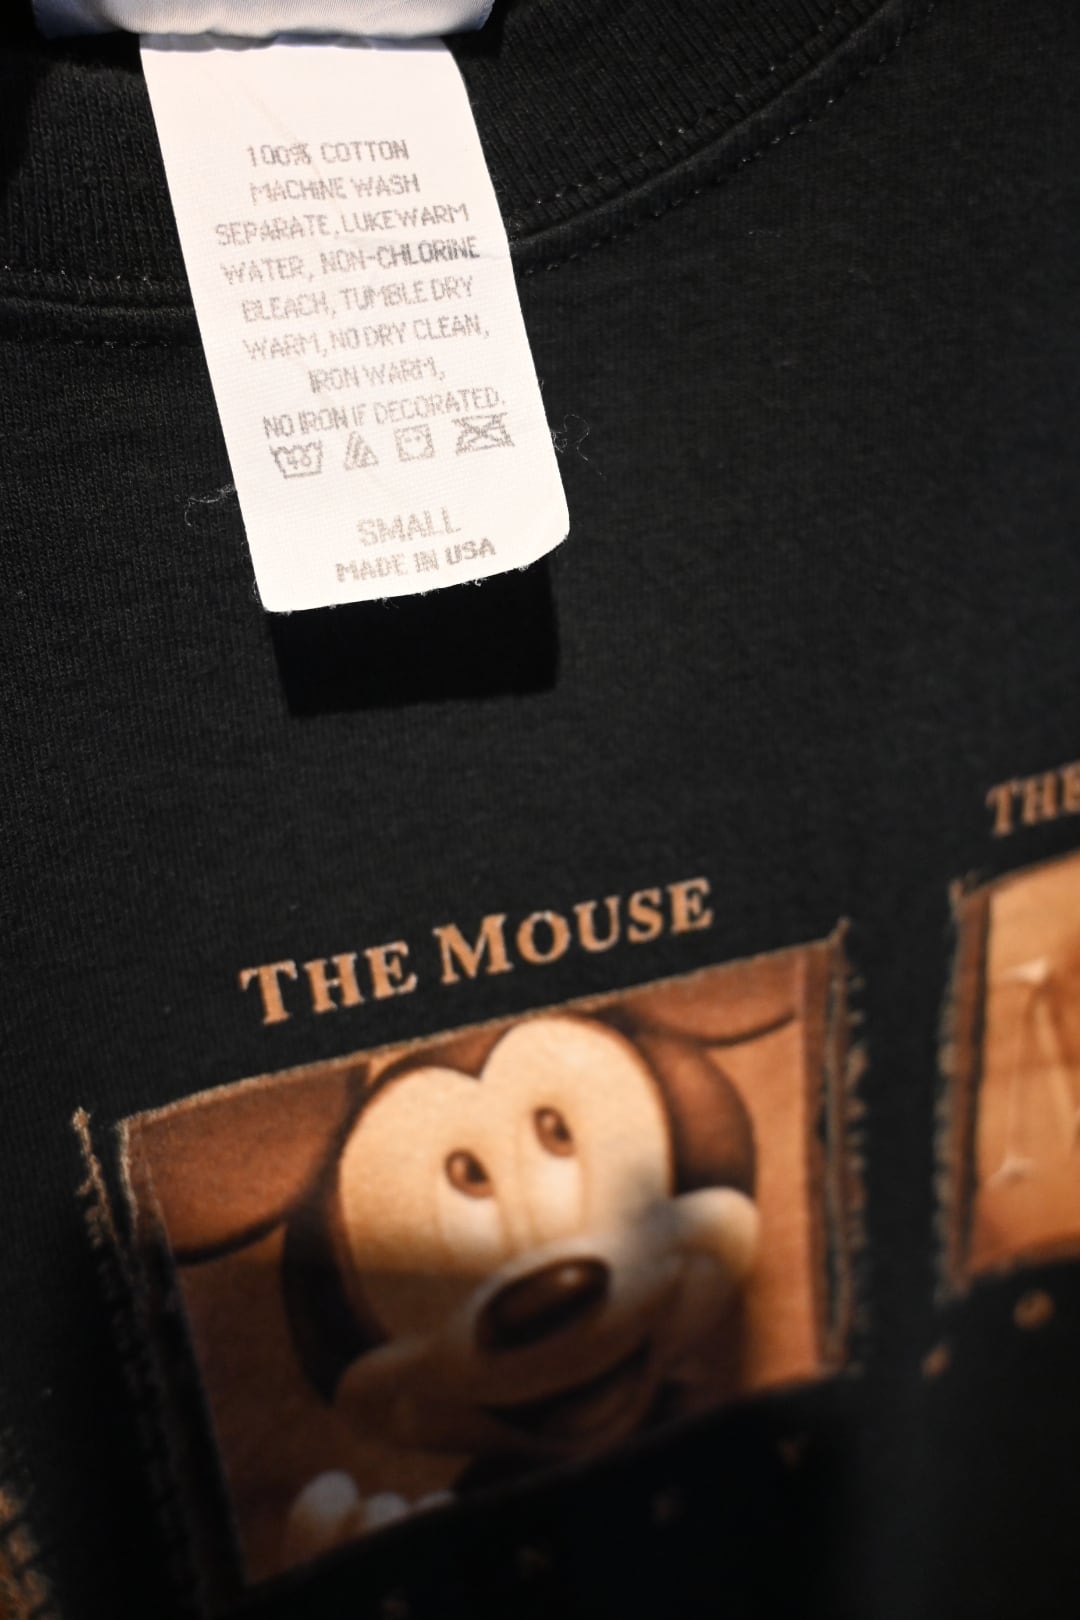 100% COTTON
MACHINE WASH
SEPARATE, LUKEWARM
WATER, NON-CHLORINE
BLEACH, TUMBLE DRY
WARM, NO DRY CLEAN,
IRON WARM,
NO IRON IF DECORATED.
SMALL
MADE IN USA
THE MOUSE
THE